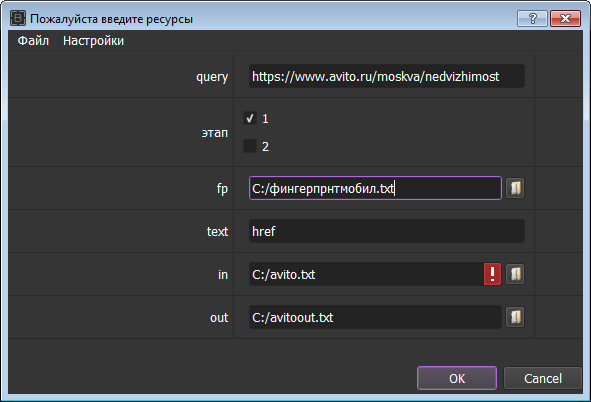 Пожалуйста введите ресурсы
Файл Настройки
query https://www.avito.ru/moskva/nedvizhimost
этап 1
2
fp C:/фингерпрнтмобил.txt
text href
in C:/avito.txt !
out C:/avitoout.txt
OK Cancel